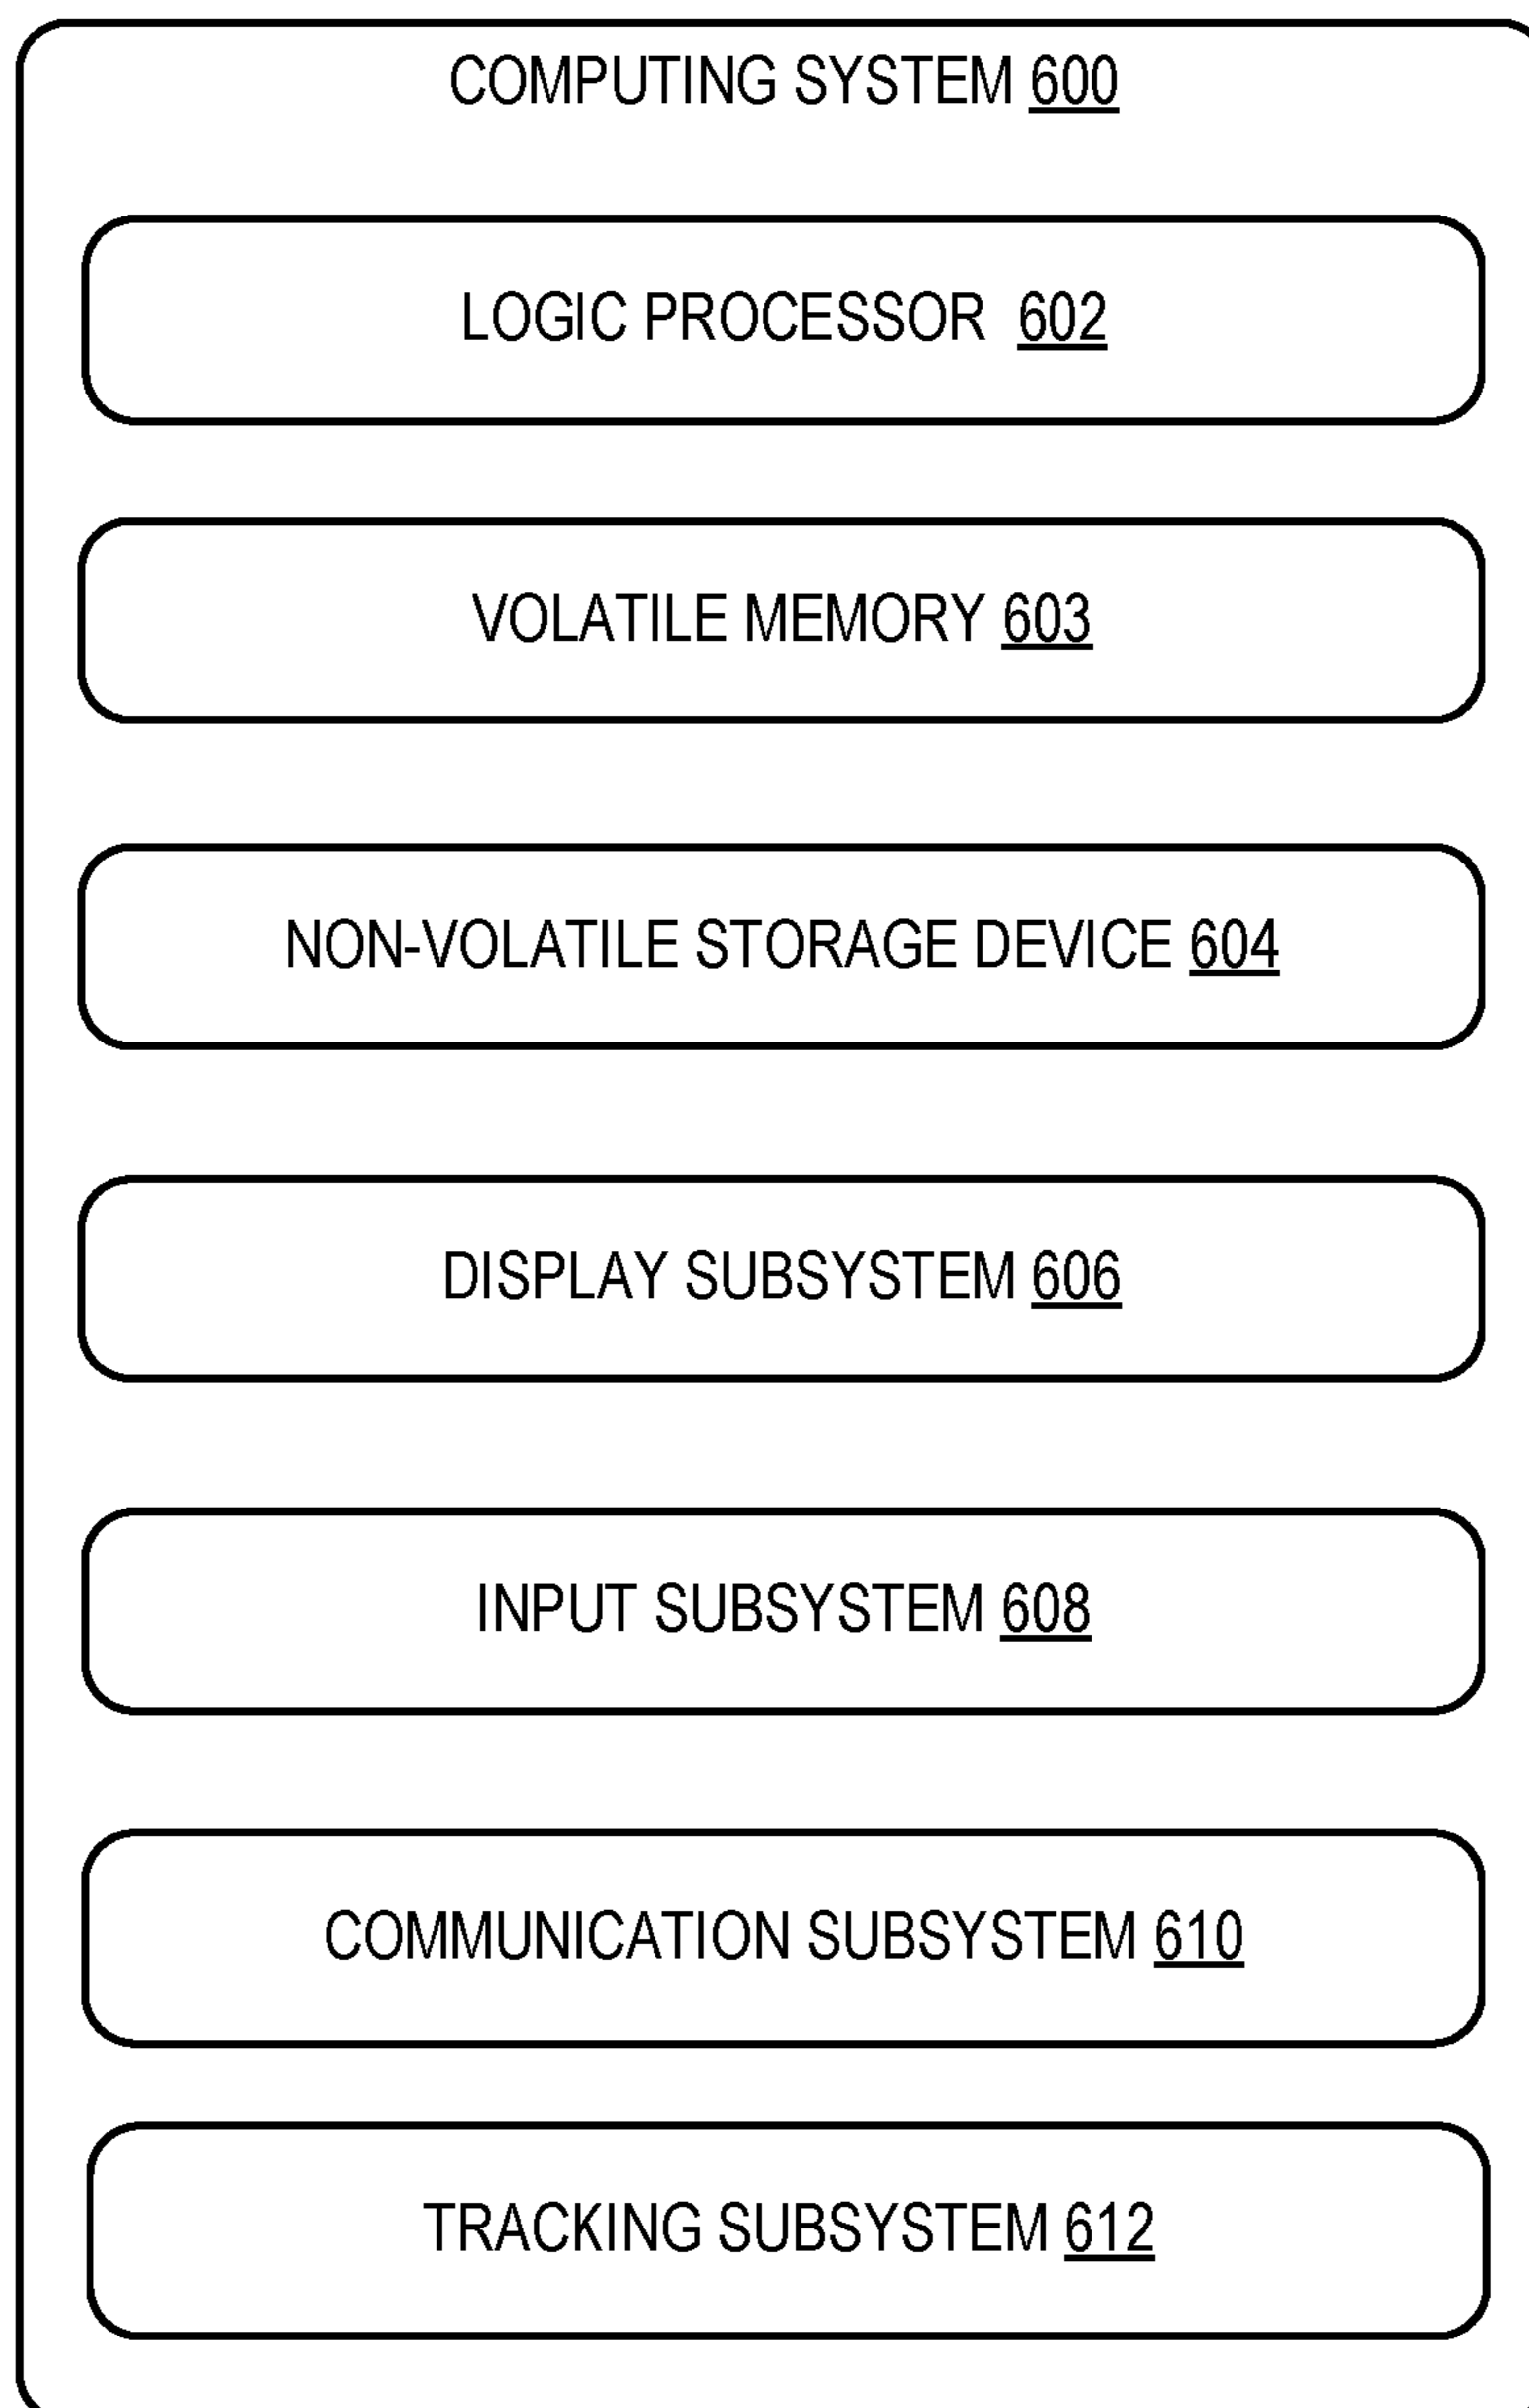 COMPUTING SYSTEM 600
LOGIC PROCESSOR 602
VOLATILE MEMORY 603
NON-VOLATILE STORAGE DEVICE 604
DISPLAY SUBSYSTEM 606
INPUT SUBSYSTEM 608
COMMUNICATION SUBSYSTEM 610
TRACKING SUBSYSTEM 612